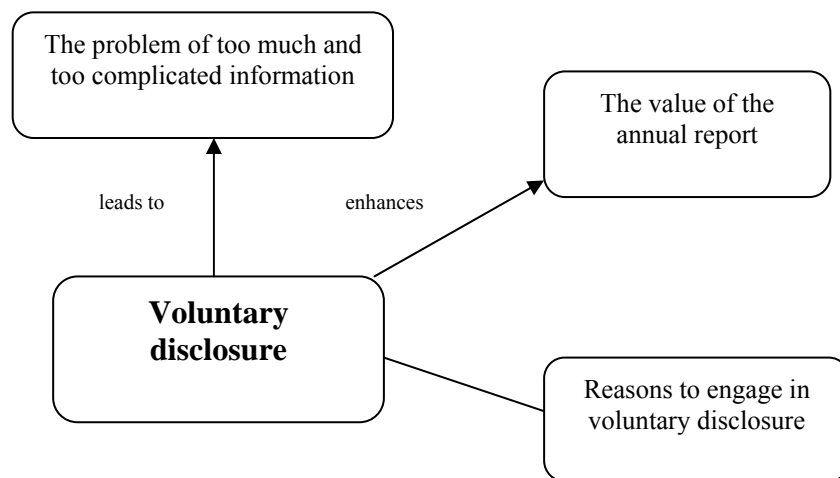 The problem of too much and
too complicated information
The value of the
annual report
leads to
enhances
Voluntary
disclosure
Reasons to engage in
voluntary disclosure